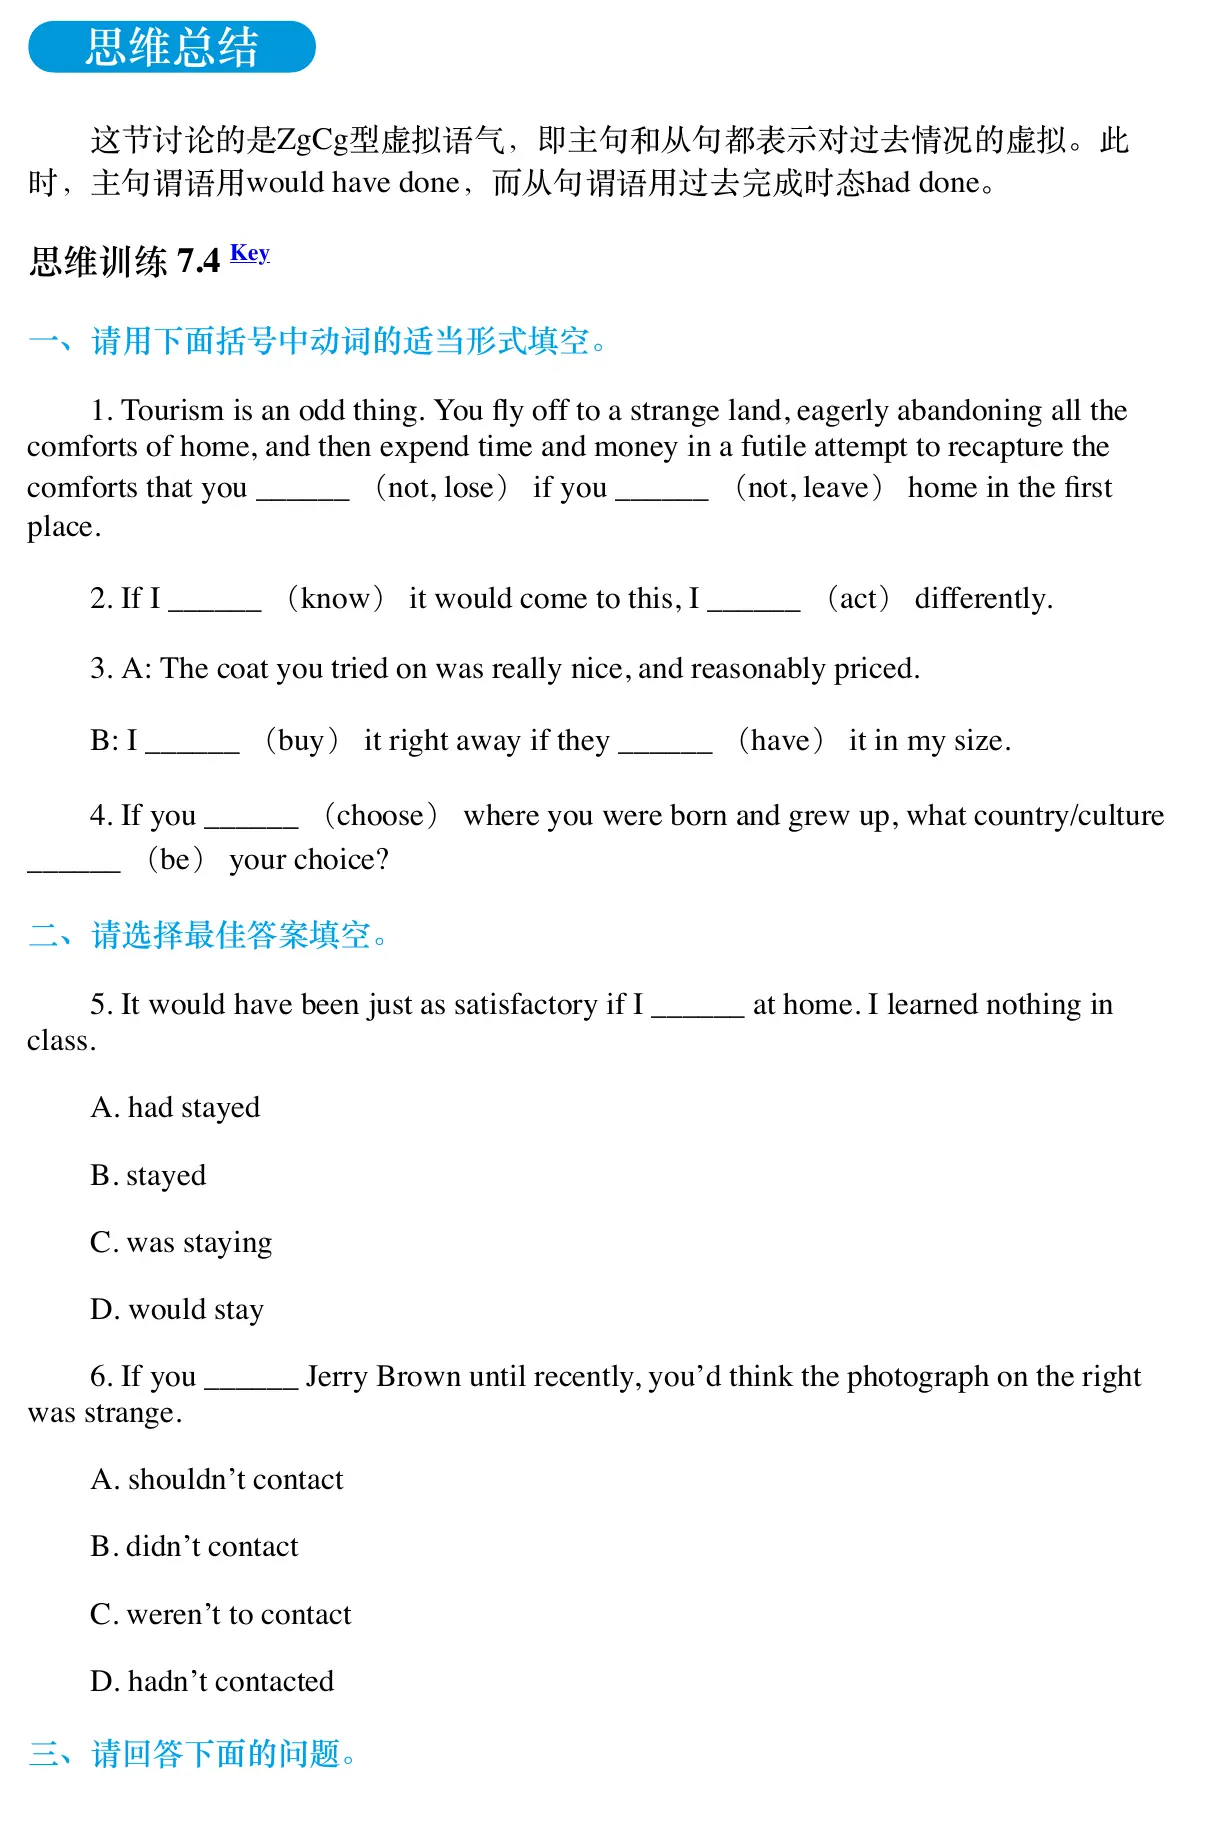 思维总结
这节讨论的是ZgCg型虚拟语气，即主句和从句都表示对过去情况的虚拟。此
时，主句谓语用would have done，而从句谓语用过去完成时态had done。
思维训练 7.4 Key
一、请用下面括号中动词的适当形式填空。
1. Tourism is an odd thing. You fly off to a strange land, eagerly abandoning all the
comforts of home, and then expend time and money in a futile attempt to recapture the
comforts that you ______ （not, lose） if you ______ （not, leave） home in the first
place.
2. If I ______ （know） it would come to this, I ______ （act） differently.
3. A: The coat you tried on was really nice, and reasonably priced.
B: I ______ （buy） it right away if they ______ （have） it in my size.
4. If you ______ （choose） where you were born and grew up, what country/culture
______ （be） your choice?
二、请选择最佳答案填空。
5. It would have been just as satisfactory if I ______ at home. I learned nothing in
class.
A. had stayed
B. stayed
C. was staying
D. would stay
6. If you ______ Jerry Brown until recently, you’d think the photograph on the right
was strange.
A. shouldn’t contact
B. didn’t contact
C. weren’t to contact
D. hadn’t contacted
三、请回答下面的问题。